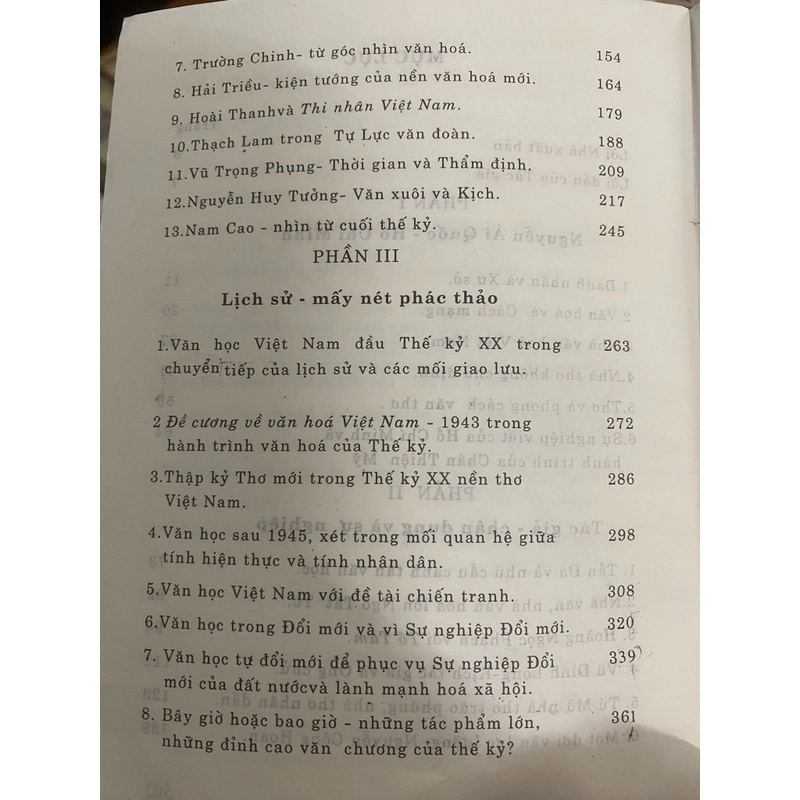 7. Trường Chinh- từ góc nhìn văn hoá. 154
8. Hải Triều- kiện tướng của nền văn hoá mới. 164
9. Hoài Thanhvà Thi nhân Việt Nam. 179
10.Thạch Lam trong Tự Lực văn đoàn. 188
11.Vũ Trọng Phụng- Thời gian và Thẩm định. 209
12.Nguyễn Huy Tưởng- Văn xuôi và Kịch. 217
13.Nam Cao - nhìn từ cuối thế kỷ. 245
PHẦN III
Lịch sử - mấy nét phác thảo
1.Văn học Việt Nam đầu Thế kỷ XX trong 263
chuyển tiếp của lịch sử và các mối giao lưu.
2 Đề cương về văn hoá Việt Nam - 1943 trong 272
hành trình văn hoá của Thế kỷ.
3.Thập kỷ Thơ mới trong Thế kỷ XX nền thơ 286
Việt Nam.
4.Văn học sau 1945, xét trong mối quan hệ giữa 298
tính hiện thực và tính nhân dân.
5.Văn học Việt Nam với đề tài chiến tranh. 308
6.Văn học trong Đổi mới và vì Sự nghiệp Đổi mới. 320
7. Văn học tự đổi mới để phục vụ Sự nghiệp Đổi 339
mới của đất nướcvà lành mạnh hoá xã hội.
8. Bây giờ hoặc bao giờ - những tác phẩm lớn, 361
những đỉnh cao văn chương của thế kỷ?